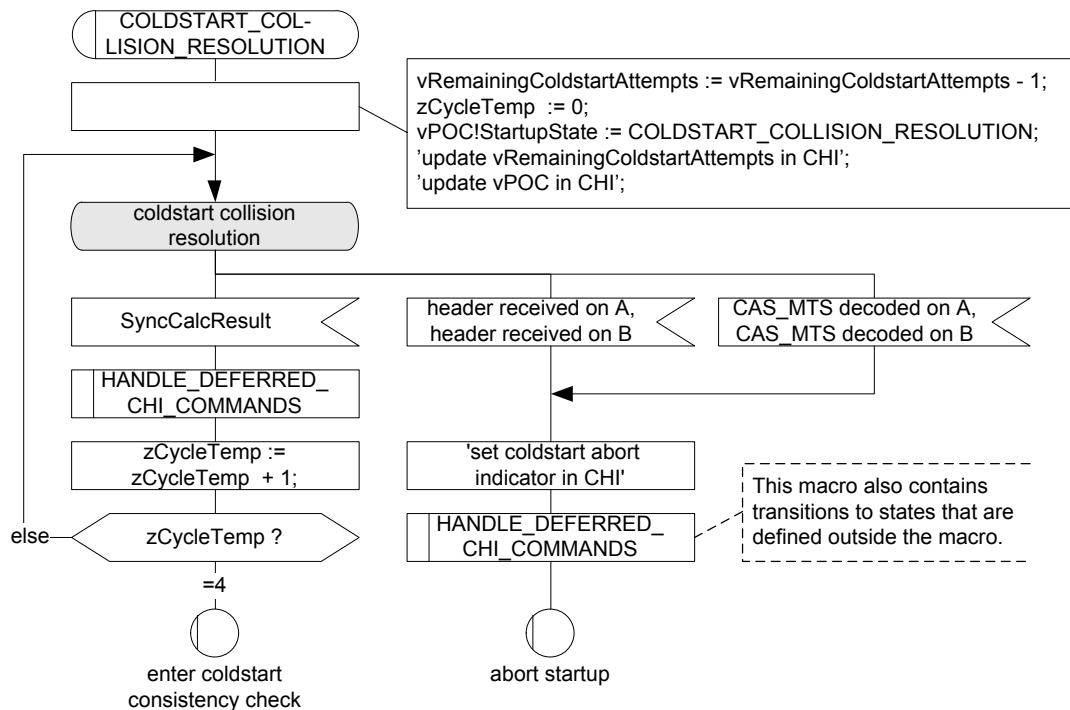 COLDSTART_COL-
LISION_RESOLUTION
vRemainingColdstartAttempts := vRemainingColdstartAttempts - 1;
zCycleTemp := 0;
vPOC!StartupState := COLDSTART_COLLISION_RESOLUTION;
'update vRemainingColdstartAttempts in CHI';
'update vPOC in CHI';
coldstart collision
resolution
SyncCalcResult
header received on A,
header received on B
CAS_MTS decoded on A,
CAS_MTS decoded on B
HANDLE_DEFERRED_
CHI_COMMANDS
zCycleTemp :=
zCycleTemp + 1;
'set coldstart abort
indicator in CHI'
This macro also contains
transitions to states that are
defined outside the macro.
else
zCycleTemp ?
HANDLE_DEFERRED_
CHI_COMMANDS
=4
enter coldstart
consistency check
abort startup